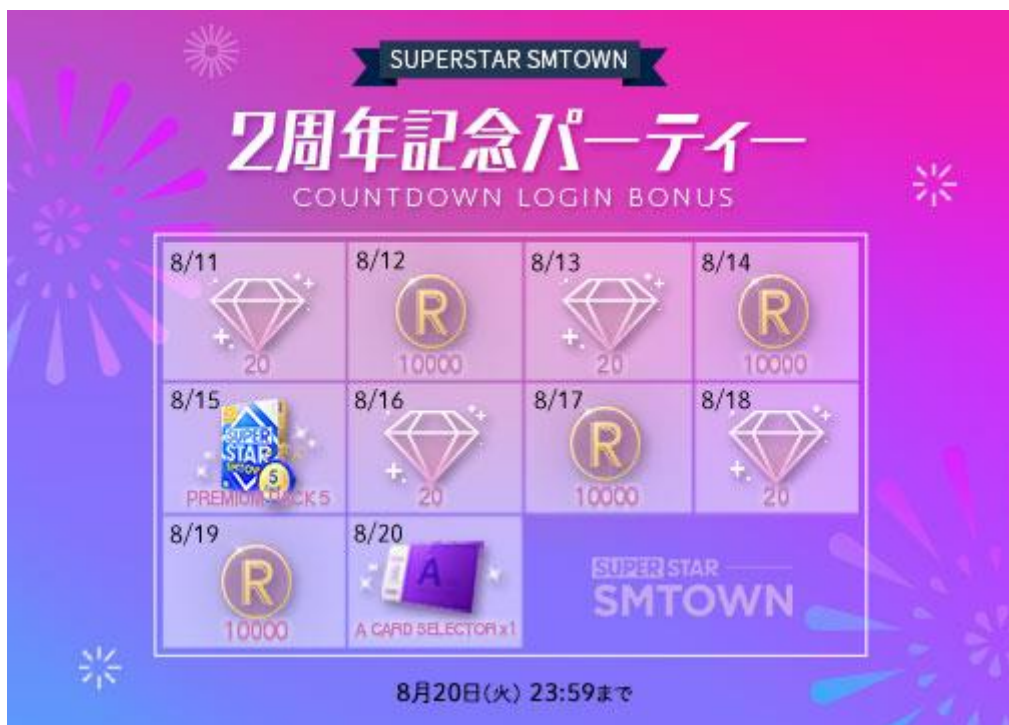 SUPERSTAR SMTOWN
2周年記念パーティー
COUNTDOWN LOGIN BONUS
8/11
20
8/12
R
10000
8/13
20
8/14
R
10000
8/15
SUPER
STAR
SMTOWN
5
PREMIUM PACK 5
8/16
20
8/17
R
10000
8/18
20
8/19
R
10000
8/20
A
A CARD SELECTOR x1
SUPER STAR
SMTOWN
8月20日(火) 23:59まで